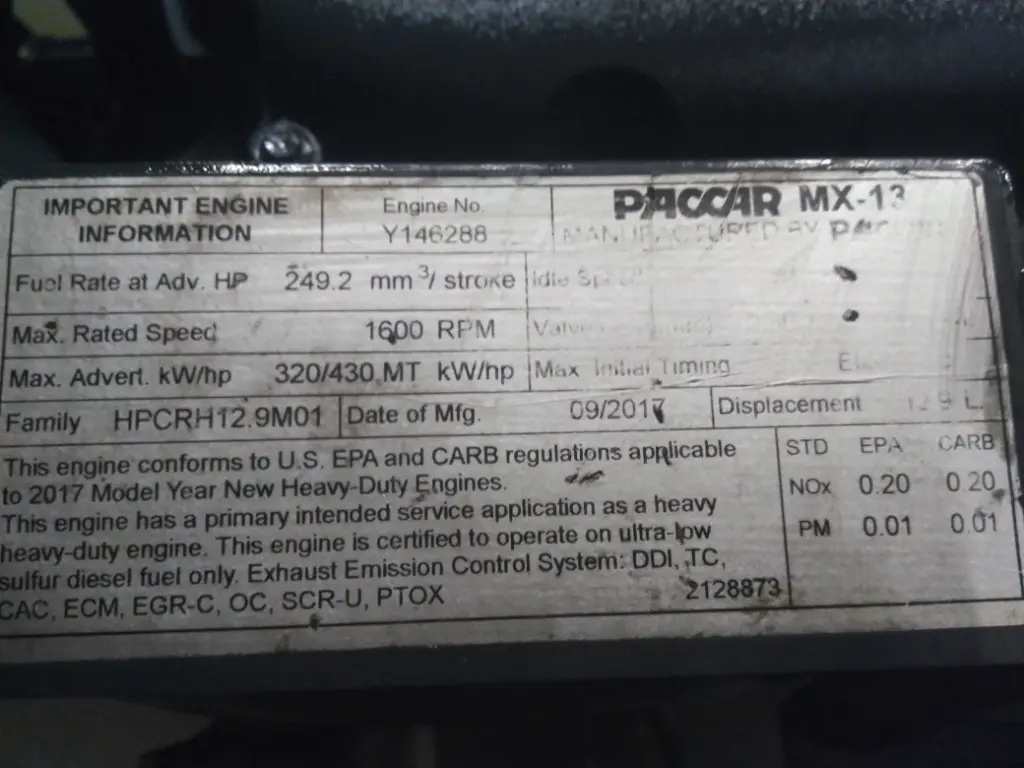 IMPORTANT ENGINE
INFORMATION
Engine No.
Y146288
PACCAR MX-13
MANUFACTURED BY
Fuel Rate at Adv. HP 249.2 mm³/ stroke
Idle
Max. Rated Speed 1600 RPM
Max. Advert. kW/hp 320/430 MT kW/hp
Max Initial Timing
Family HPCRH12.9M01
Date of Mfg. 09/2017
Displacement 12.9 L.
This engine conforms to U.S. EPA and CARB regulations applicable
to 2017 Model Year New Heavy-Duty Engines.
This engine has a primary intended service application as a heavy
heavy-duty engine. This engine is certified to operate on ultra-low
sulfur diesel fuel only. Exhaust Emission Control System: DDI, TC,
CAC, ECM, EGR-C, OC, SCR-U, PTOX
2128873
STD EPA CARB
NOx 0.20 0.20
PM 0.01 0.01